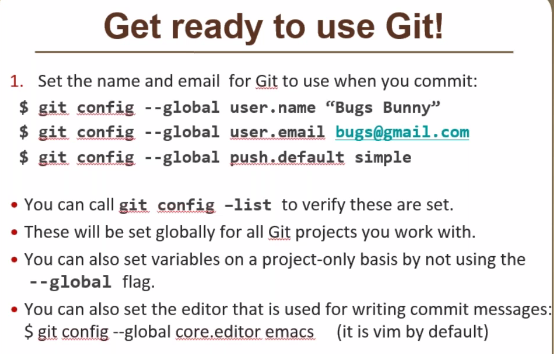 Get ready to use Git!
1. Set the name and email for Git to use when you commit:
$ git config --global user.name “Bugs Bunny”
$ git config --global user.email bugs@gmail.com
$ git config --global push.default simple
• You can call git config –list to verify these are set.
• These will be set globally for all Git projects you work with.
• You can also set variables on a project-only basis by not using the
--global flag.
• You can also set the editor that is used for writing commit messages:
$ git config --global core.editor emacs (it is vim by default)